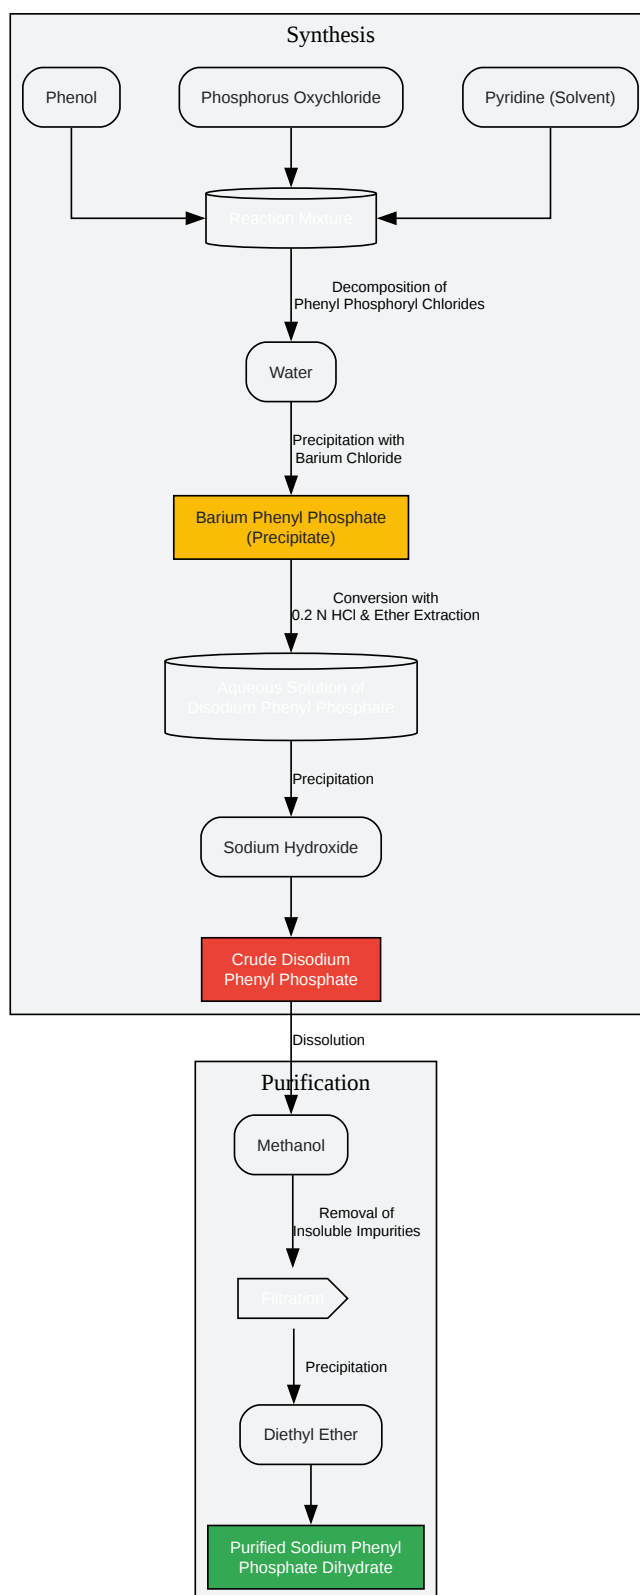 Synthesis
Phenol
Phosphorus Oxychloride
Pyridine (Solvent)
Reaction Mixture
Decomposition of
Phenyl Phosphoryl Chlorides
Water
Precipitation with
Barium Chloride
Barium Phenyl Phosphate
(Precipitate)
Conversion with
0.2 N HCl & Ether Extraction
Aqueous Solution of
Disodium Phenyl Phosphate
Precipitation
Sodium Hydroxide
Crude Disodium
Phenyl Phosphate
Dissolution
Purification
Methanol
Removal of
Insoluble Impurities
Filtration
Precipitation
Diethyl Ether
Purified Sodium Phenyl
Phosphate Dihydrate